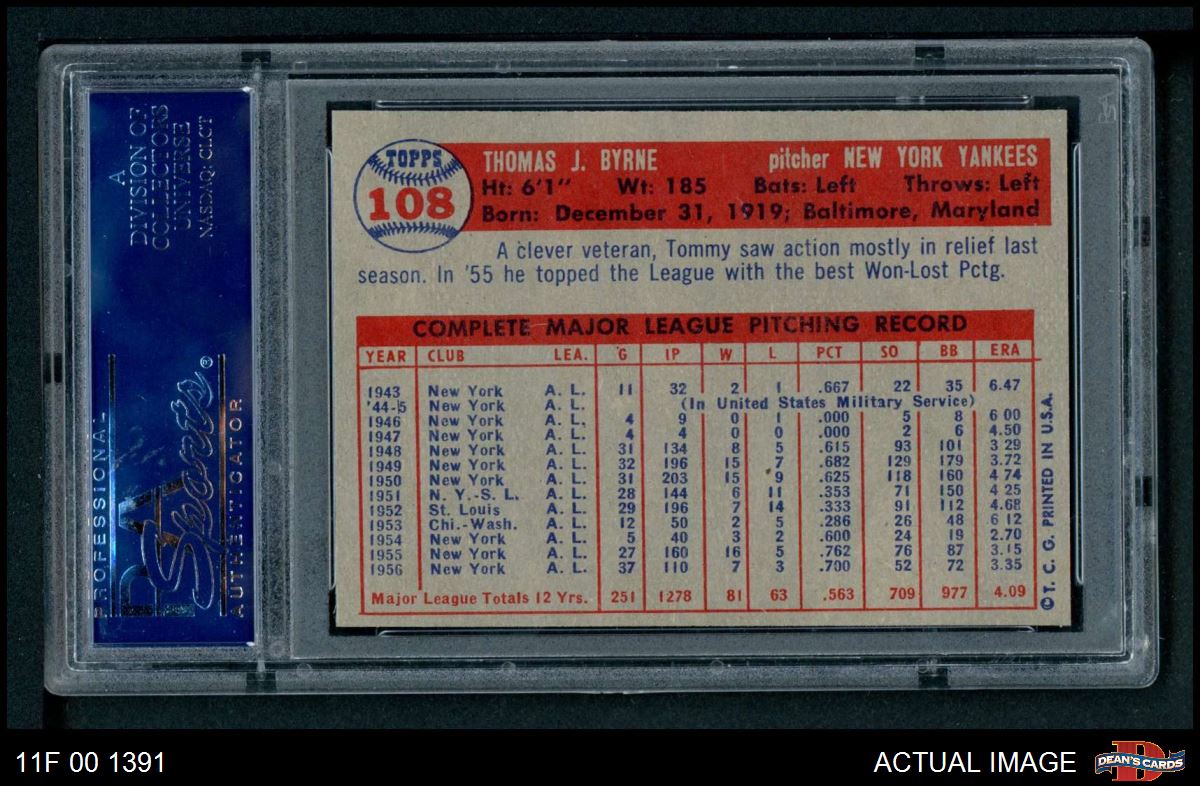 A
DIVISION OF
COLLECTORS
UNIVERSE
NASDAQ: CLCT
PROFESSIONAL
PSA
Sports®
AUTHENTICATOR
TOPPS
108
THOMAS J. BYRNE pitcher NEW YORK YANKEES
Ht: 6'1" Wt: 185 Bats: Left Throws: Left
Born: December 31, 1919; Baltimore, Maryland
A clever veteran, Tommy saw action mostly in relief last
season. In '55 he topped the League with the best Won-Lost Pctg.
COMPLETE MAJOR LEAGUE PITCHING RECORD
YEAR CLUB LEA. G IP W L PCT SO BB ERA
1943 New York A. L. 11 32 2 1 .667 22 35 6.47
'44-5 New York A. L. (In United States Military Service)
1946 New York A. L. 4 9 0 1 .000 5 8 6 00
1947 New York A. L. 4 4 0 0 .000 2 6 4.50
1948 New York A. L. 31 134 8 5 .615 93 101 3.29
1949 New York A. L. 32 196 15 7 .682 129 179 3.72
1950 New York A. L. 31 203 15 9 .625 118 160 4 74
1951 N. Y.-S. L. A. L. 28 144 6 11 .353 71 150 4 25
1952 St. Louis A. L. 29 196 7 14 .333 91 112 4.68
1953 Chi.-Wash. A. L. 12 50 2 5 .286 26 48 6 12
1954 New York A. L. 5 40 3 2 .600 24 19 2.70
1955 New York A. L. 27 160 16 5 .762 76 87 3.15
1956 New York A. L. 37 110 7 3 .700 52 72 3.35
Major League Totals 12 Yrs. 251 1278 81 63 .563 709 977 4.09
©T. C. G. PRINTED IN U.S.A.
11F 00 1391
ACTUAL IMAGE
DEAN'S CARDS